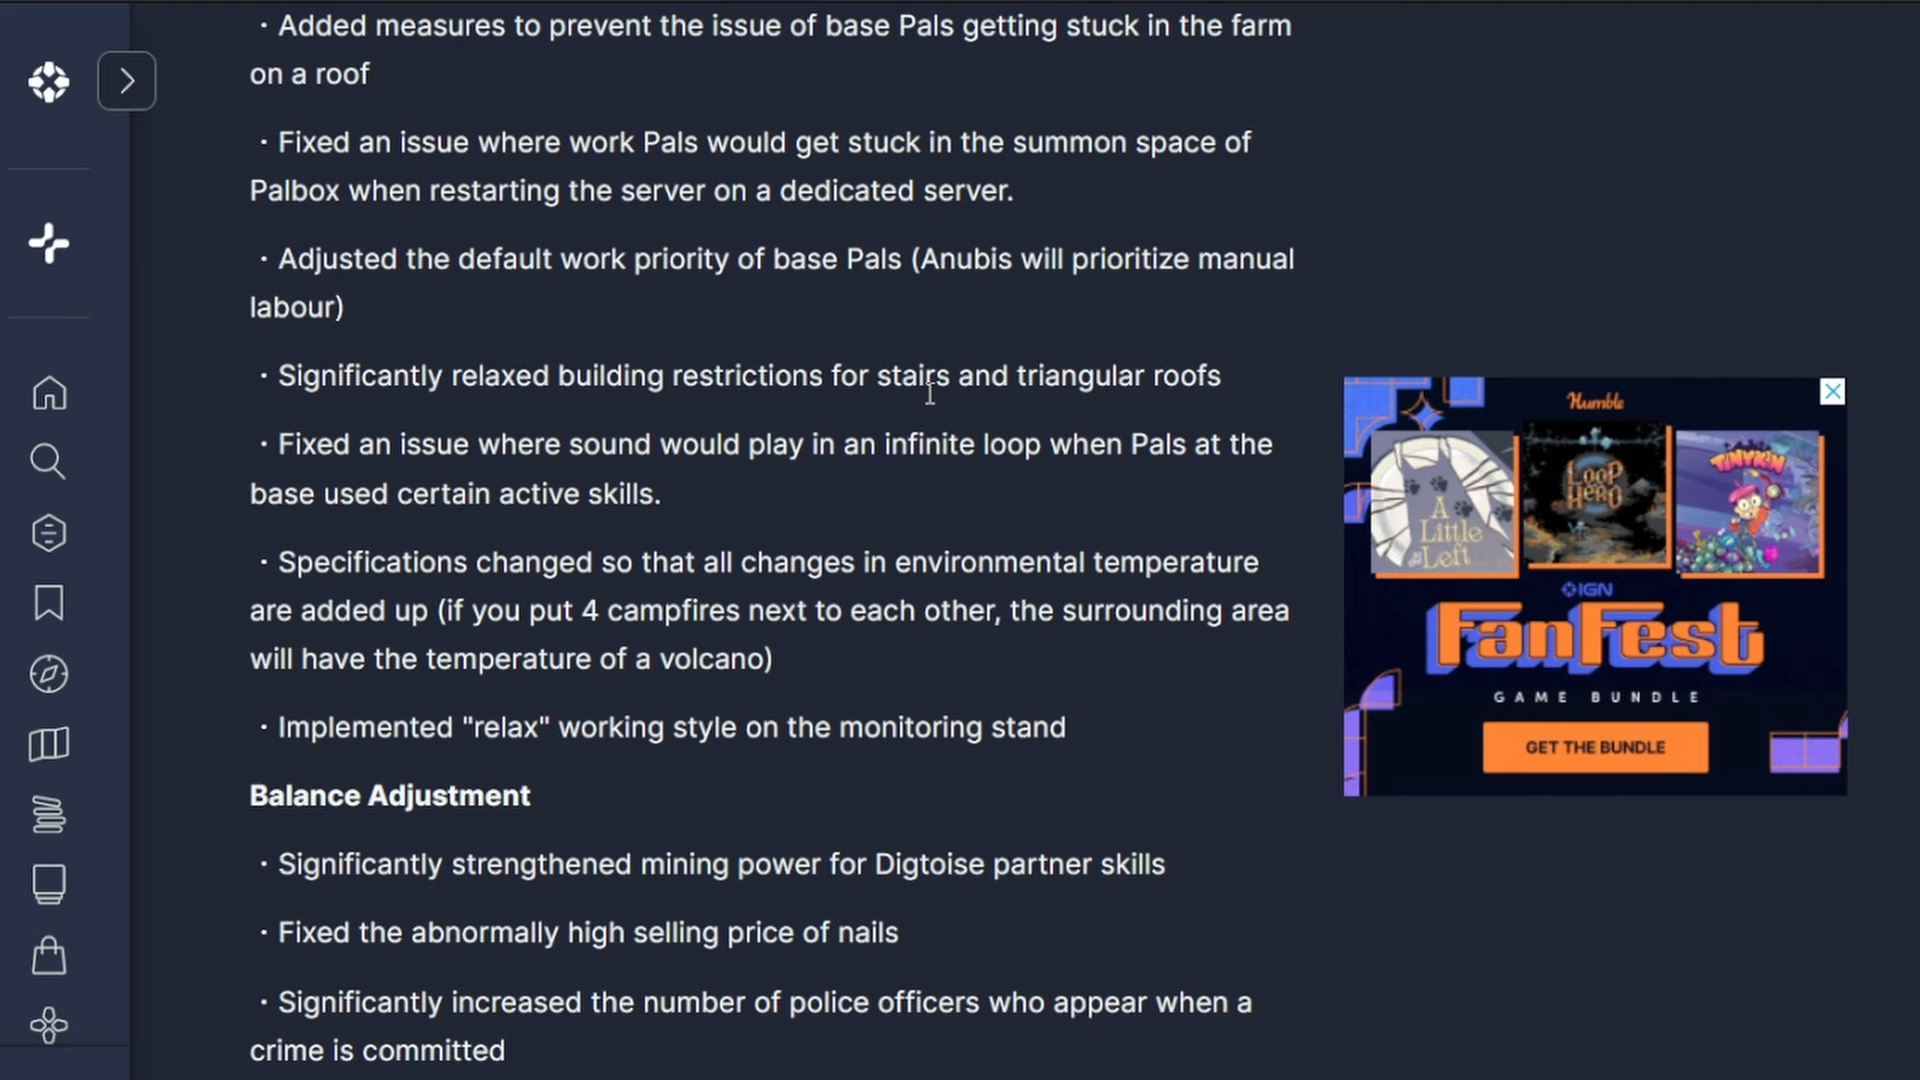 · Added measures to prevent the issue of base Pals getting stuck in the farm
on a roof
· Fixed an issue where work Pals would get stuck in the summon space of
Palbox when restarting the server on a dedicated server.
· Adjusted the default work priority of base Pals (Anubis will prioritize manual
labour)
· Significantly relaxed building restrictions for stairs and triangular roofs
· Fixed an issue where sound would play in an infinite loop when Pals at the
base used certain active skills.
· Specifications changed so that all changes in environmental temperature
are added up (if you put 4 campfires next to each other, the surrounding area
will have the temperature of a volcano)
· Implemented "relax" working style on the monitoring stand
Balance Adjustment
· Significantly strengthened mining power for Digtoise partner skills
· Fixed the abnormally high selling price of nails
· Significantly increased the number of police officers who appear when a
crime is committed
Humble
A
Little
to the
Left
LOOP
HERO
TINYKIN
IGN
FanFest
GAME BUNDLE
GET THE BUNDLE